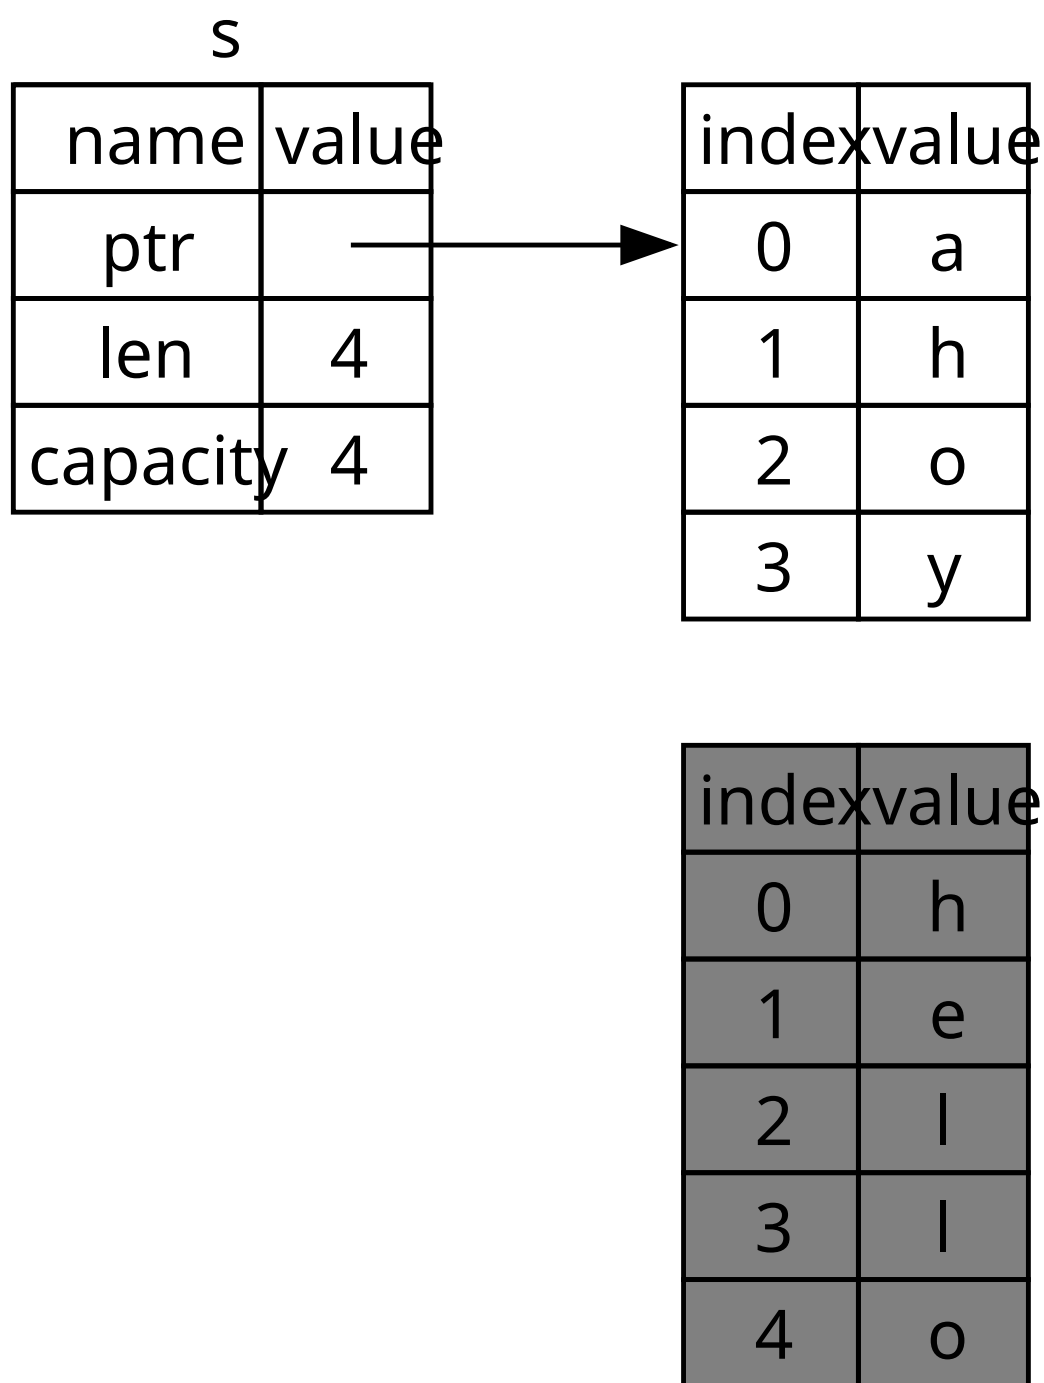 s
name value
ptr
len 4
capacity 4
index value
0 a
1 h
2 o
3 y
index value
0 h
1 e
2 l
3 l
4 o